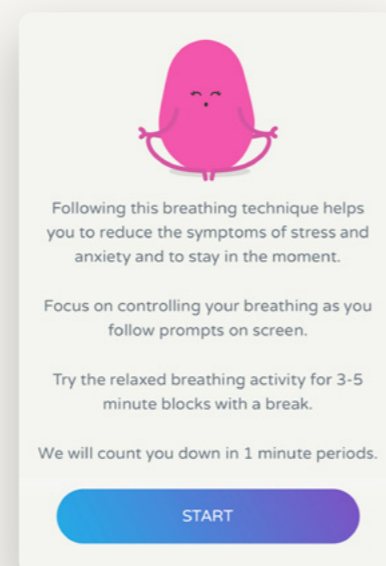 Following this breathing technique helps
you to reduce the symptoms of stress and
anxiety and to stay in the moment.
Focus on controlling your breathing as you
follow prompts on screen.
Try the relaxed breathing activity for 3-5
minute blocks with a break.
We will count you down in 1 minute periods.
START